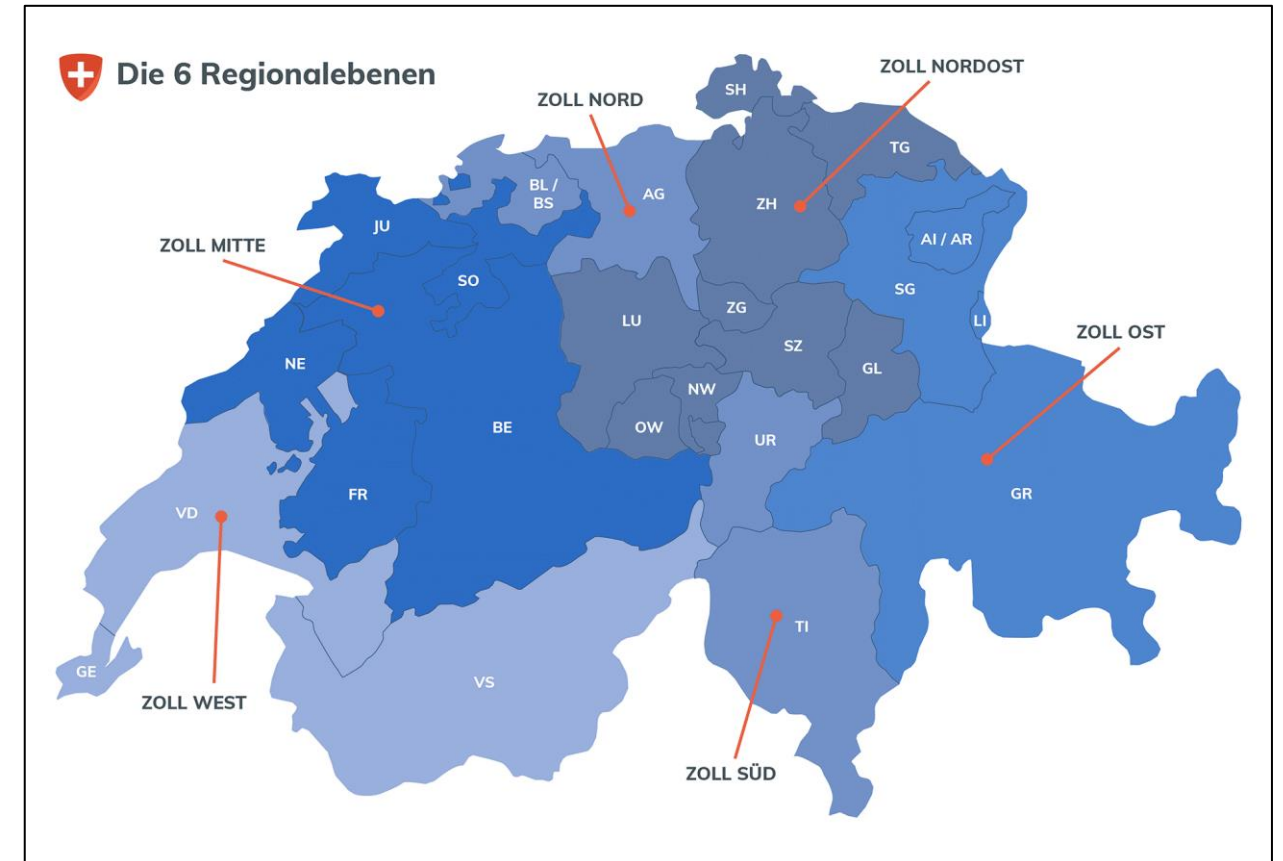 Die 6 Regionalebenen
ZOLL NORDOST
ZOLL NORD
SH
TG
BL /
BS
AG
ZH
JU
AI / AR
ZOLL MITTE
SO
SG
ZG
LU
LI
ZOLL OST
SZ
NE
GL
NW
BE
OW
UR
FR
GR
VD
TI
GE
VS
ZOLL WEST
ZOLL SÜD